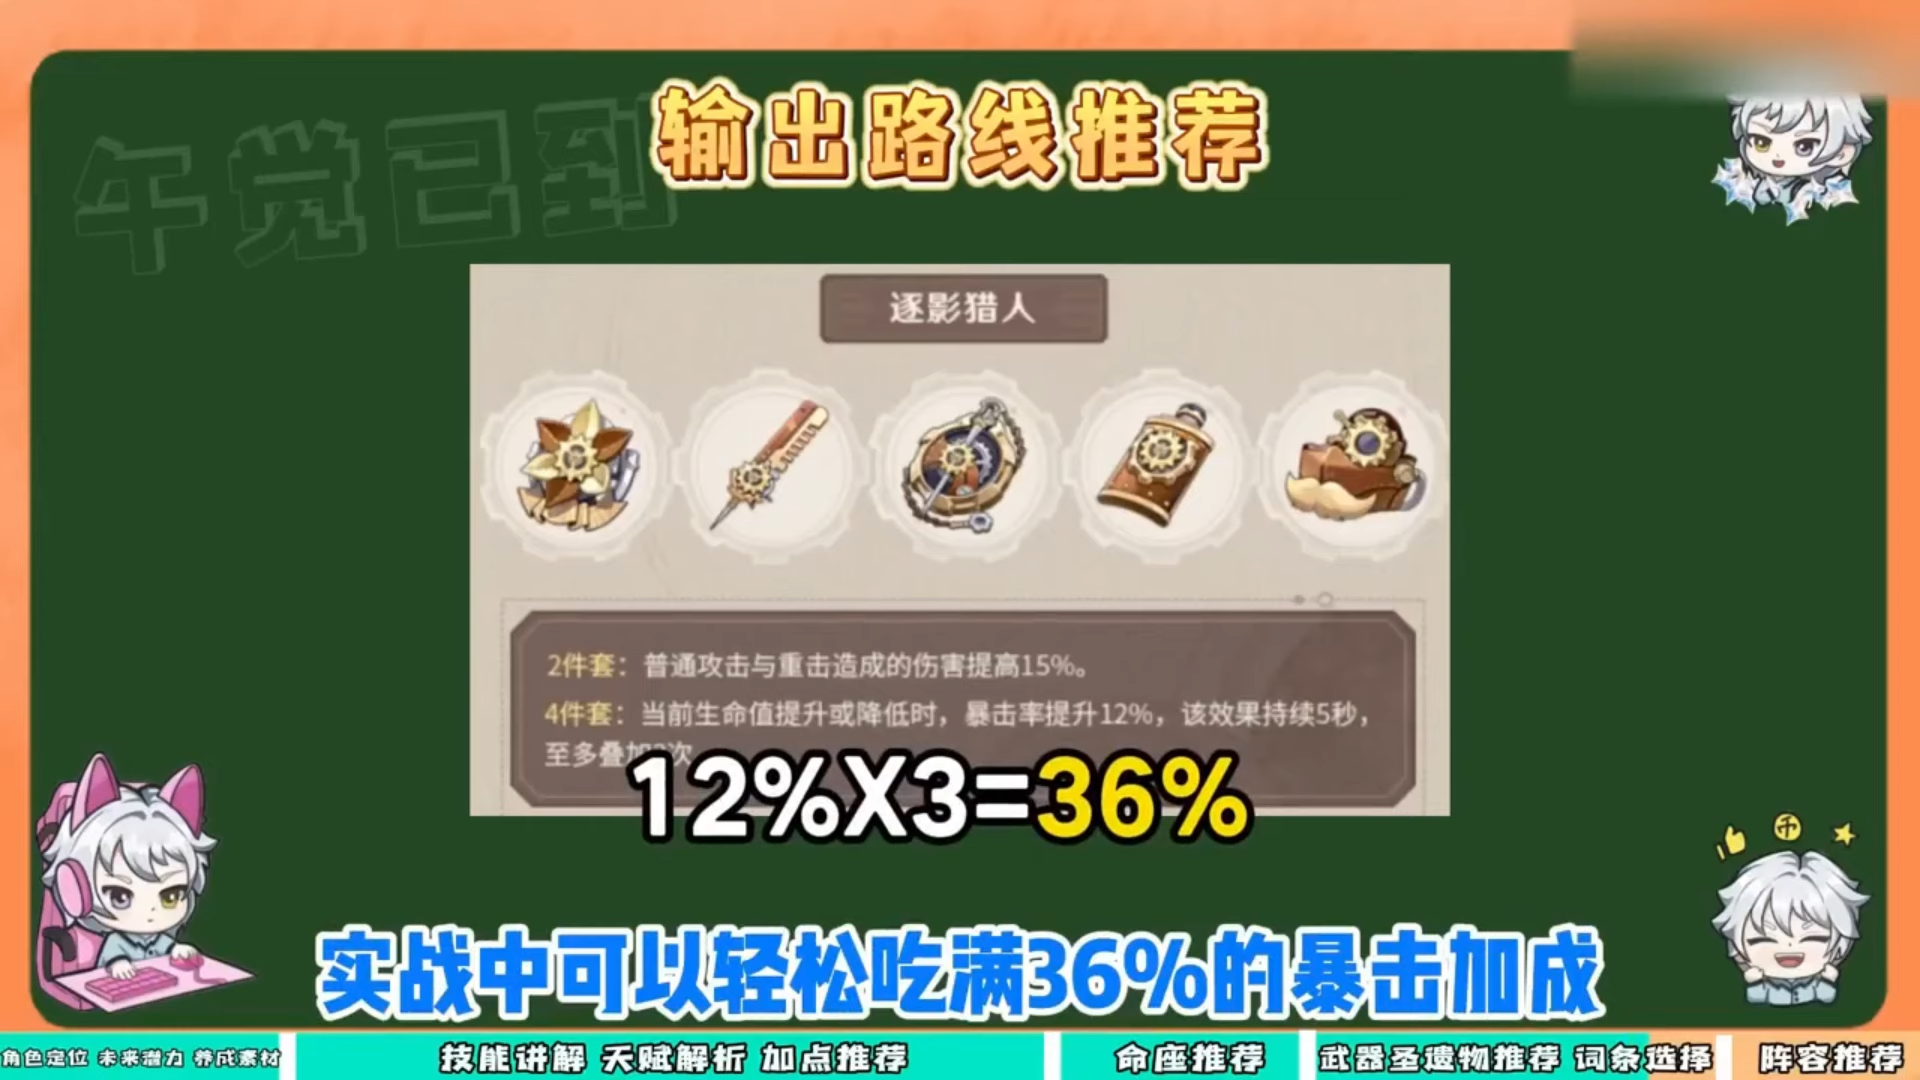 输出路线推荐
午觉已到
逐影猎人
2件套：普通攻击与重击造成的伤害提高15%。
4件套：当前生命值提升或降低时，暴击率提升12%，该效果持续5秒，
至多叠加3次
12%X3=36%
实战中可以轻松吃满36%的暴击加成
角色定位 未来潜力 养成素材
技能讲解 天赋解析 加点推荐
命座推荐
武器圣遗物推荐 词条选择
阵容推荐